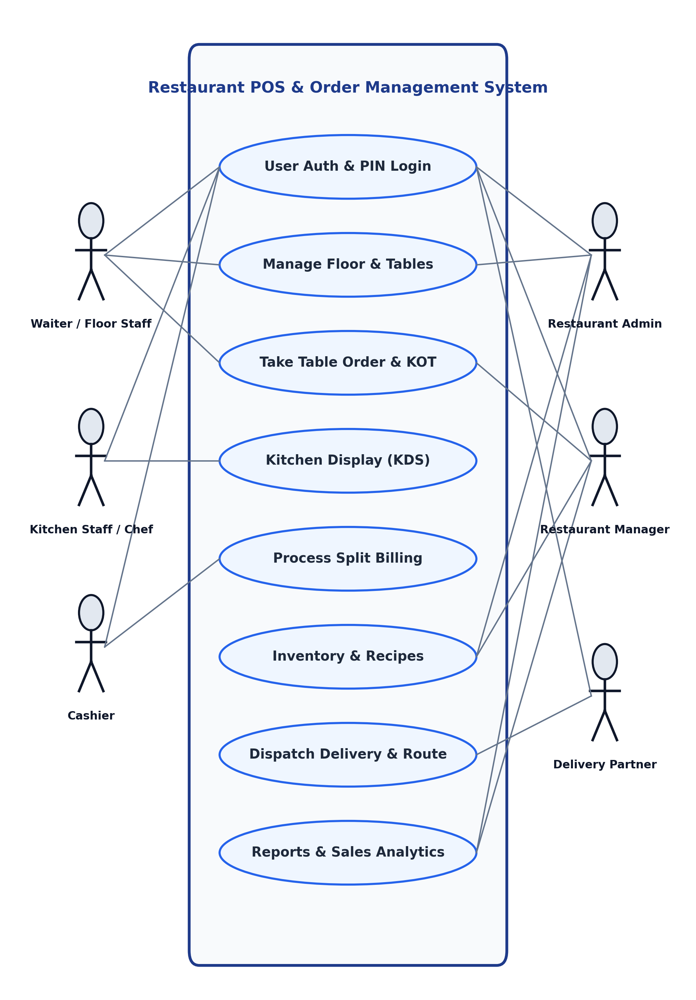 Restaurant POS & Order Management System
User Auth & PIN Login
Manage Floor & Tables
Waiter / Floor Staff
Restaurant Admin
Take Table Order & KOT
Kitchen Display (KDS)
Kitchen Staff / Chef
Restaurant Manager
Process Split Billing
Inventory & Recipes
Cashier
Dispatch Delivery & Route
Delivery Partner
Reports & Sales Analytics